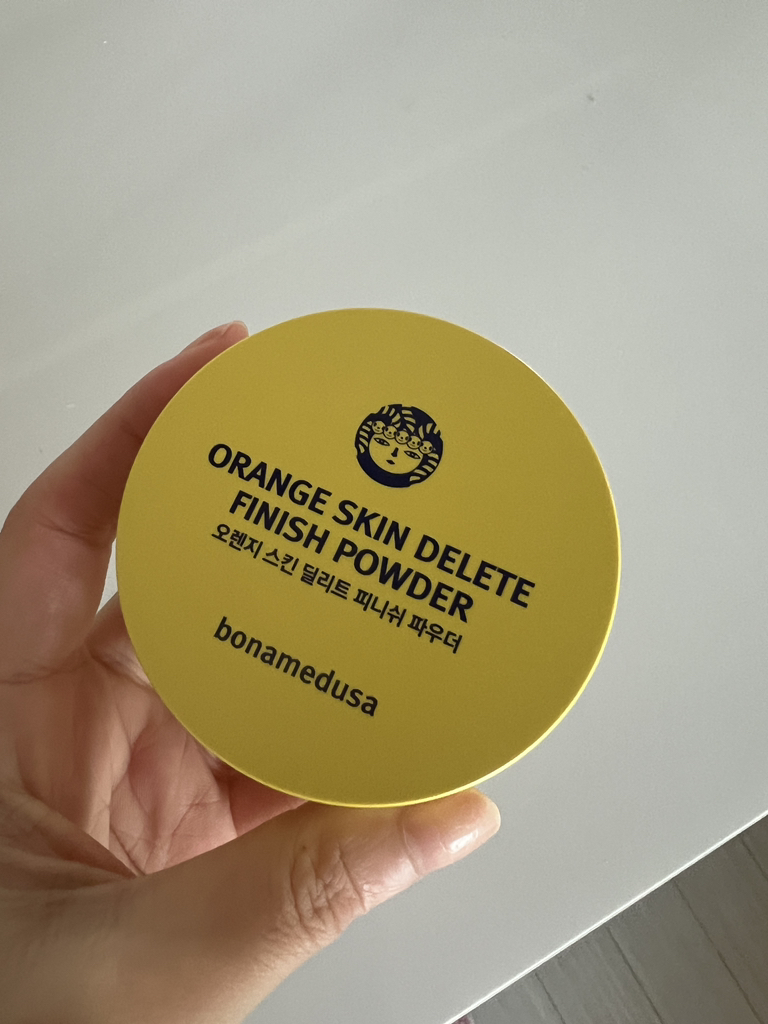 ORANGE SKIN DELETE
FINISH POWDER
오렌지 스킨 딜리트 피니쉬 파우더
bonamedusa